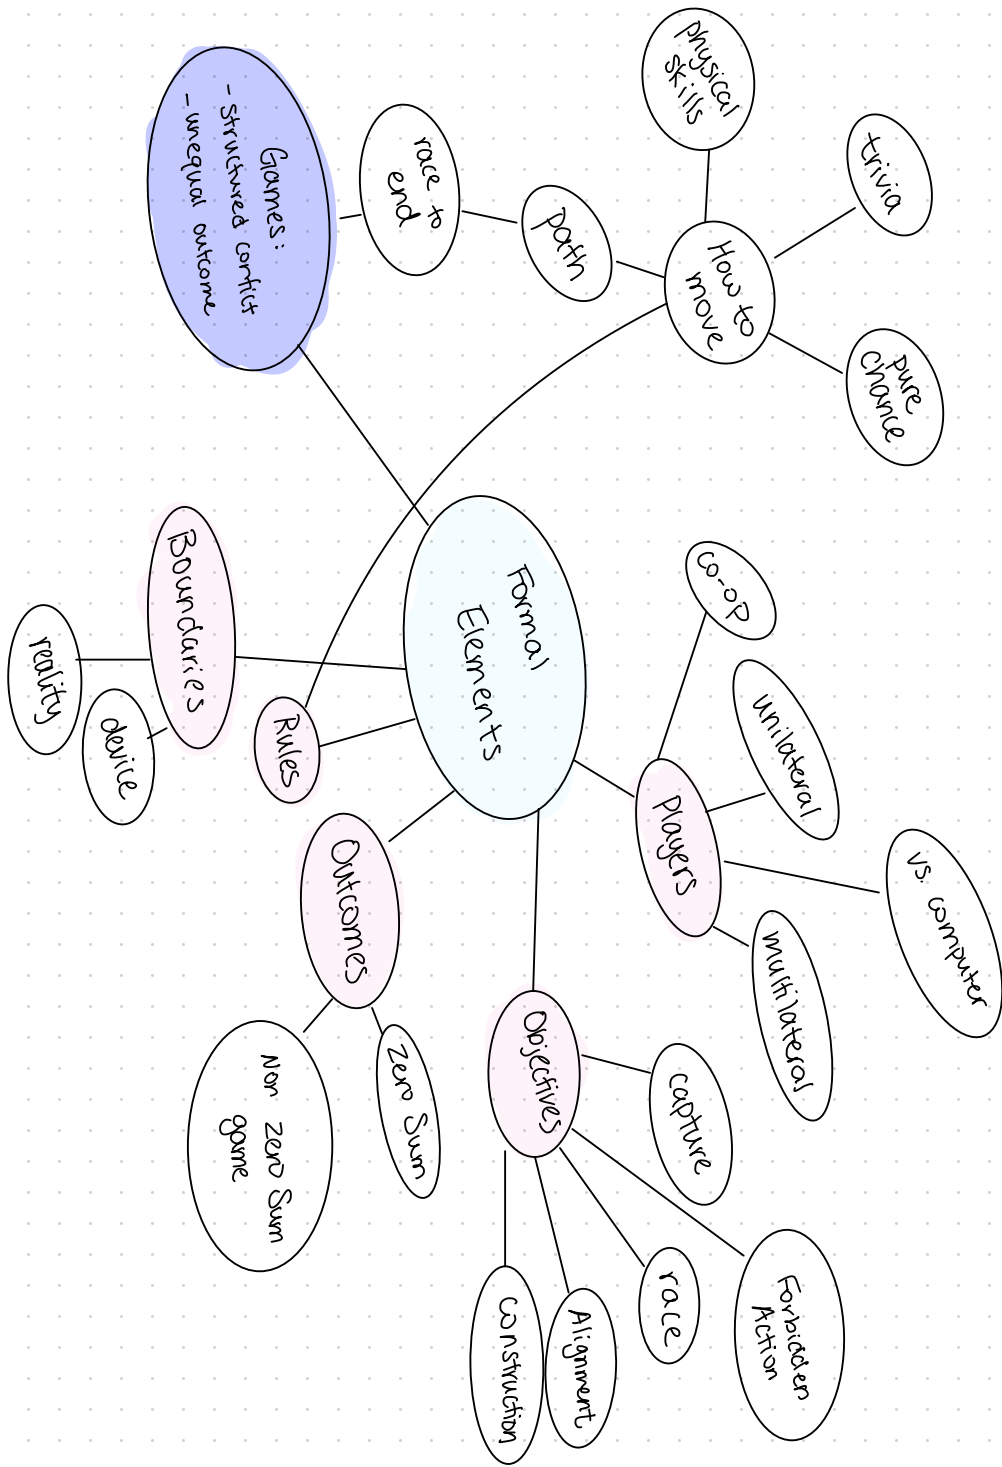 Games:
- structured confict
- unequal outcome
race to
end
path
How to
move
physical
skills
trivia
pure
chance
Formal
Elements
Boundaries
reality
device
Rules
Outcomes
Non zero sum
game
zero sum
Objectives
capture
Forbidden
Action
race
Alignment
construction
Players
co-op
unilateral
vs. computer
multilateral